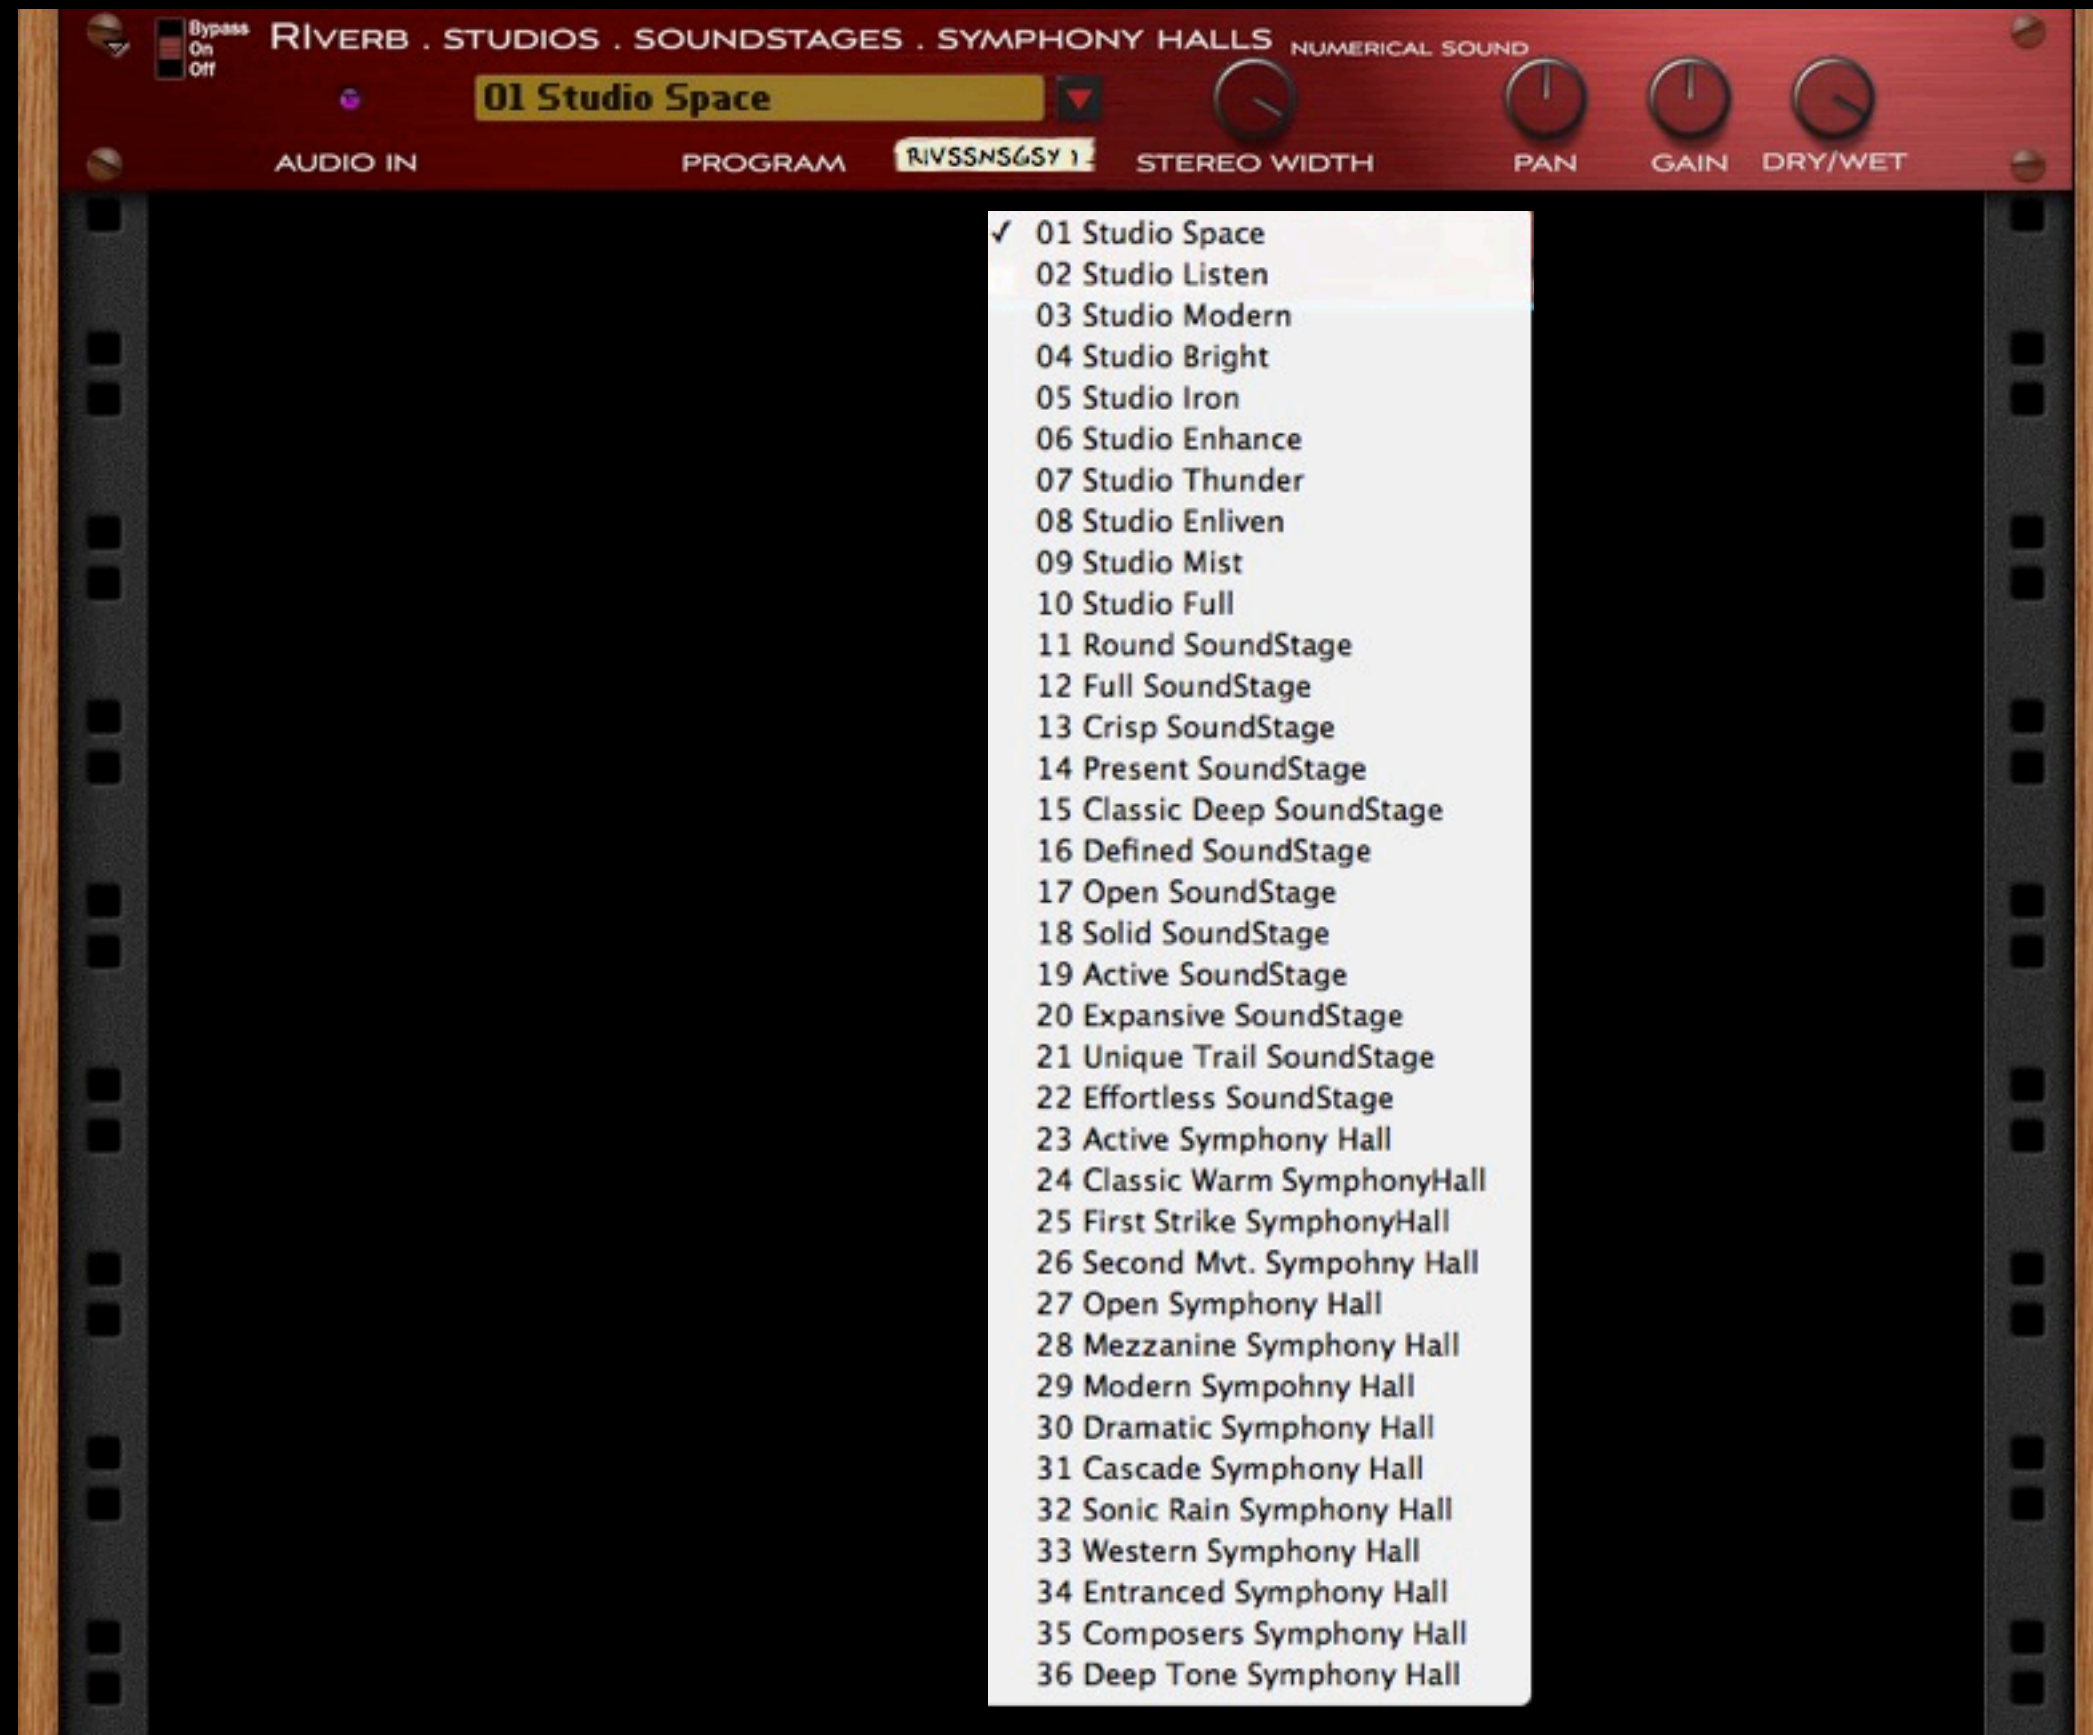 Bypass
On
Off
RIVERB . STUDIOS . SOUNDSTAGES . SYMPHONY HALLS NUMERICAL SOUND
01 Studio Space
AUDIO IN PROGRAM RIVSSNSGSY 1 STEREO WIDTH PAN GAIN DRY/WET
✓ 01 Studio Space
02 Studio Listen
03 Studio Modern
04 Studio Bright
05 Studio Iron
06 Studio Enhance
07 Studio Thunder
08 Studio Enliven
09 Studio Mist
10 Studio Full
11 Round SoundStage
12 Full SoundStage
13 Crisp SoundStage
14 Present SoundStage
15 Classic Deep SoundStage
16 Defined SoundStage
17 Open SoundStage
18 Solid SoundStage
19 Active SoundStage
20 Expansive SoundStage
21 Unique Trail SoundStage
22 Effortless SoundStage
23 Active Symphony Hall
24 Classic Warm SymphonyHall
25 First Strike SymphonyHall
26 Second Mvt. Sympohny Hall
27 Open Symphony Hall
28 Mezzanine Symphony Hall
29 Modern Sympohny Hall
30 Dramatic Symphony Hall
31 Cascade Symphony Hall
32 Sonic Rain Symphony Hall
33 Western Symphony Hall
34 Entranced Symphony Hall
35 Composers Symphony Hall
36 Deep Tone Symphony Hall